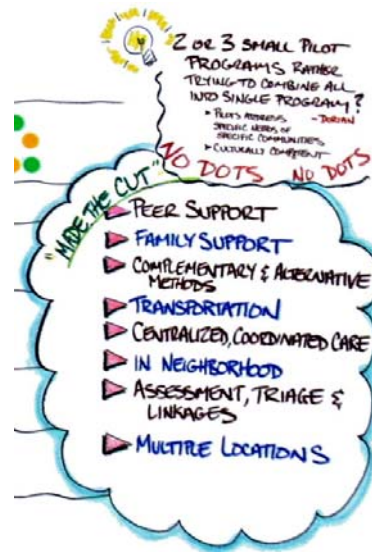 2 OR 3 SMALL PILOT
PROGRAMS RATHER
TRYING TO COMBINE ALL
INTO SINGLE PROGRAM?
- DORIAN
▸ PILOTS ADDRESS
SPECIFIC NEEDS OF
SPECIFIC COMMUNITIES
▸ CULTURALLY COMPETENT
NO DOTS NO DOTS
"MADE THE CUT"
PEER SUPPORT
FAMILY SUPPORT
COMPLEMENTARY & ALTERNATIVE
METHODS
TRANSPORTATION
CENTRALIZED, COORDINATED CARE
IN NEIGHBORHOOD
ASSESSMENT, TRIAGE &
LINKAGES
MULTIPLE LOCATIONS